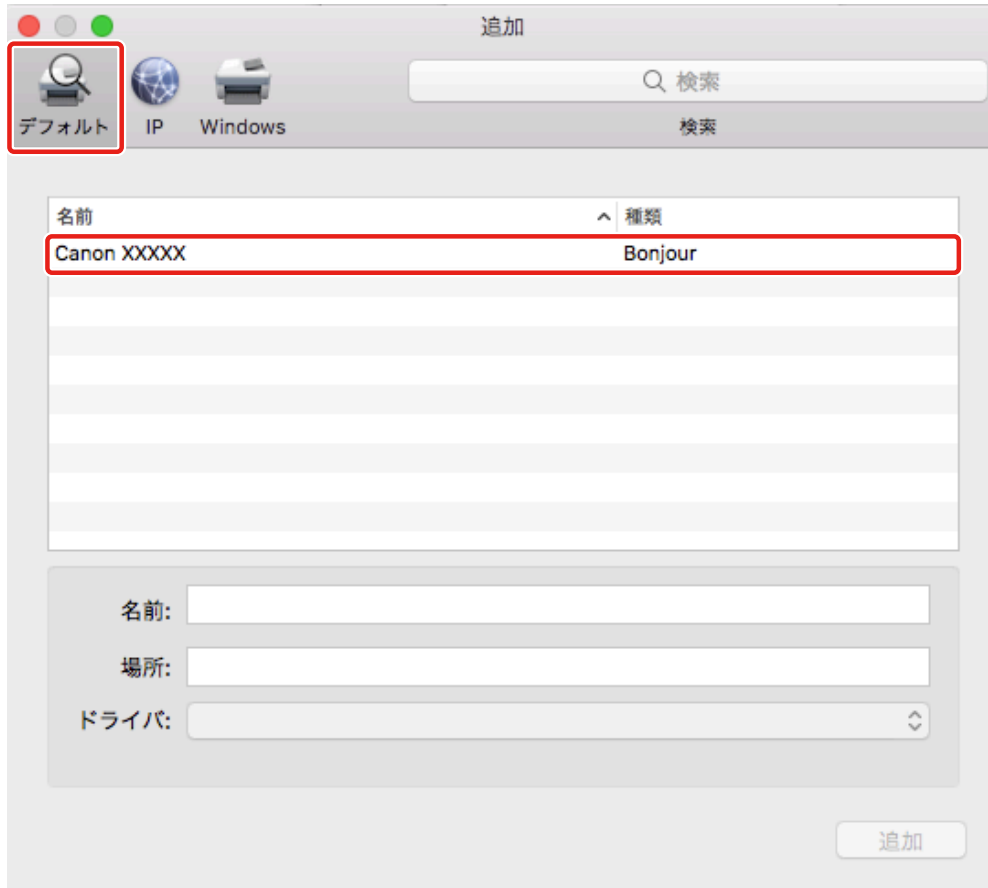 追加
検索
デフォルト IP Windows 検索
名前 種類
Canon XXXXX Bonjour
名前:
場所:
ドライバ:
追加